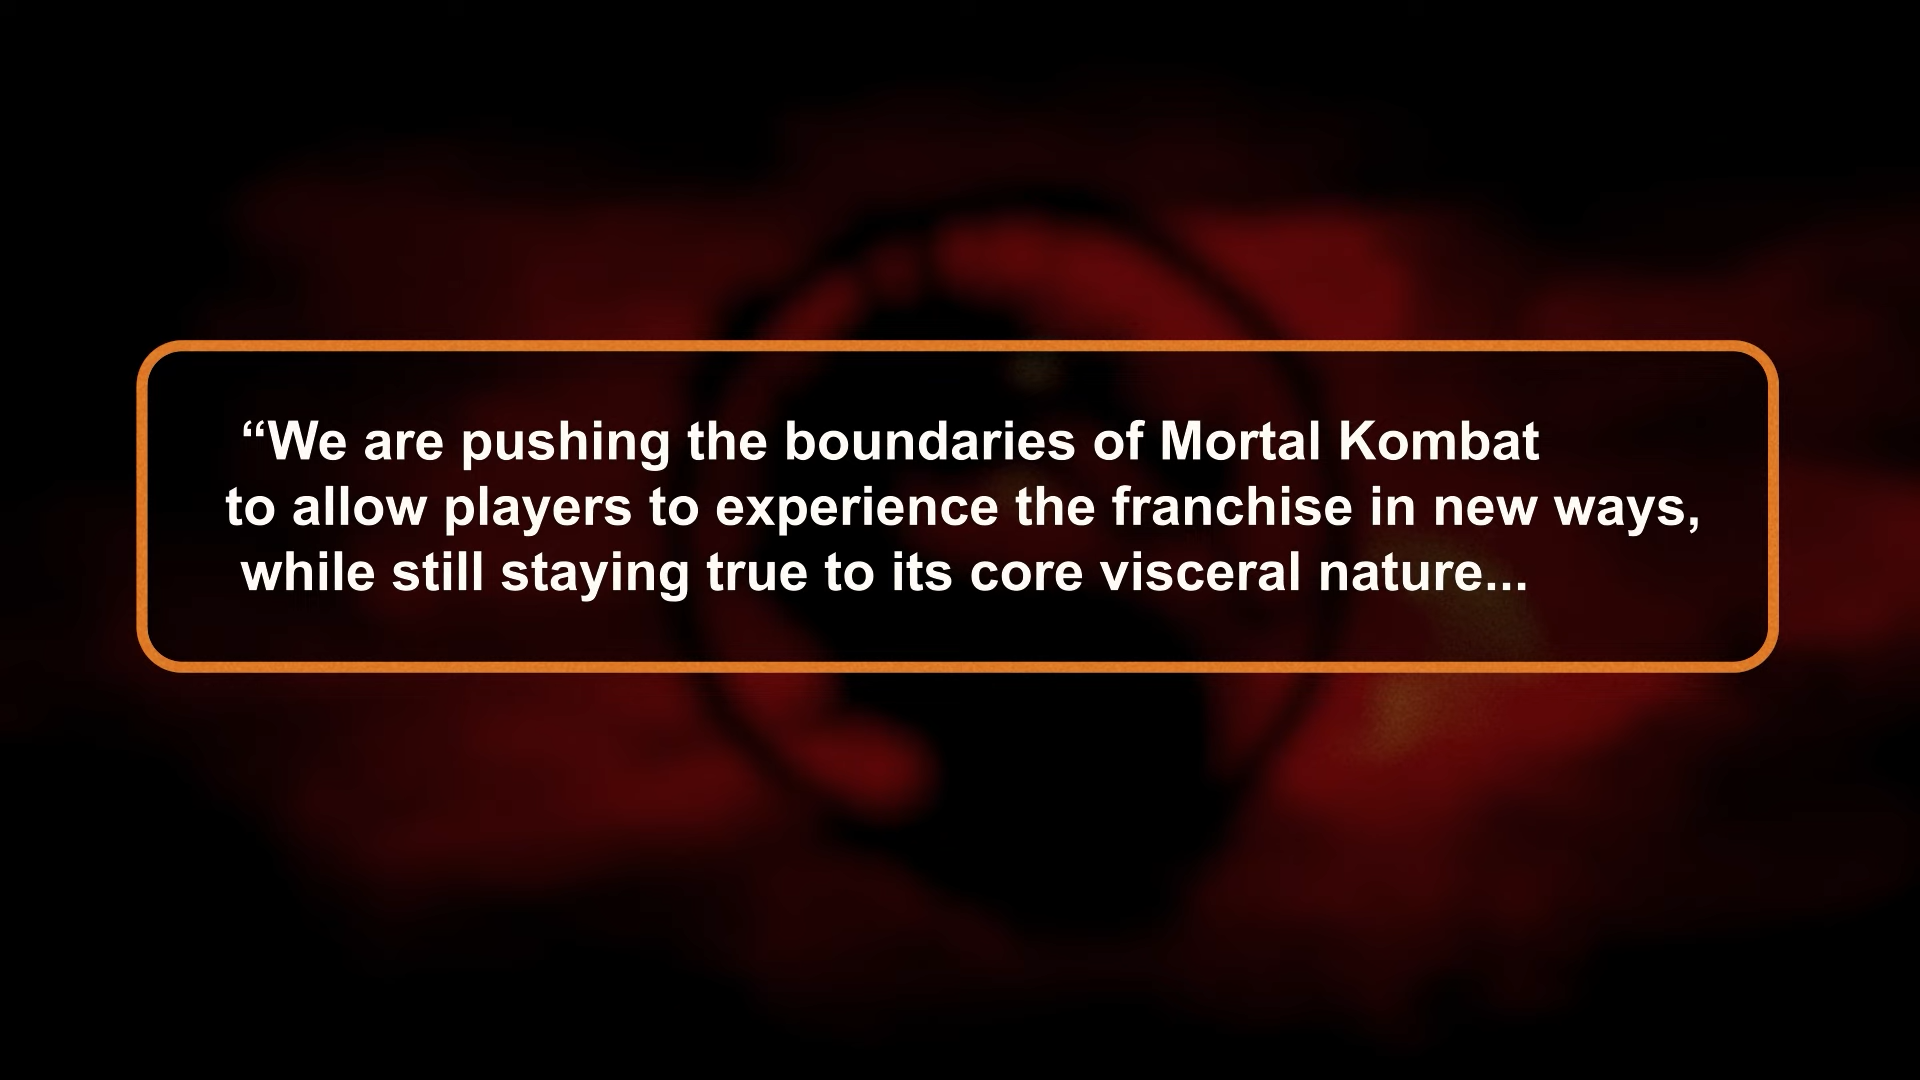 “We are pushing the boundaries of Mortal Kombat
to allow players to experience the franchise in new ways,
while still staying true to its core visceral nature...